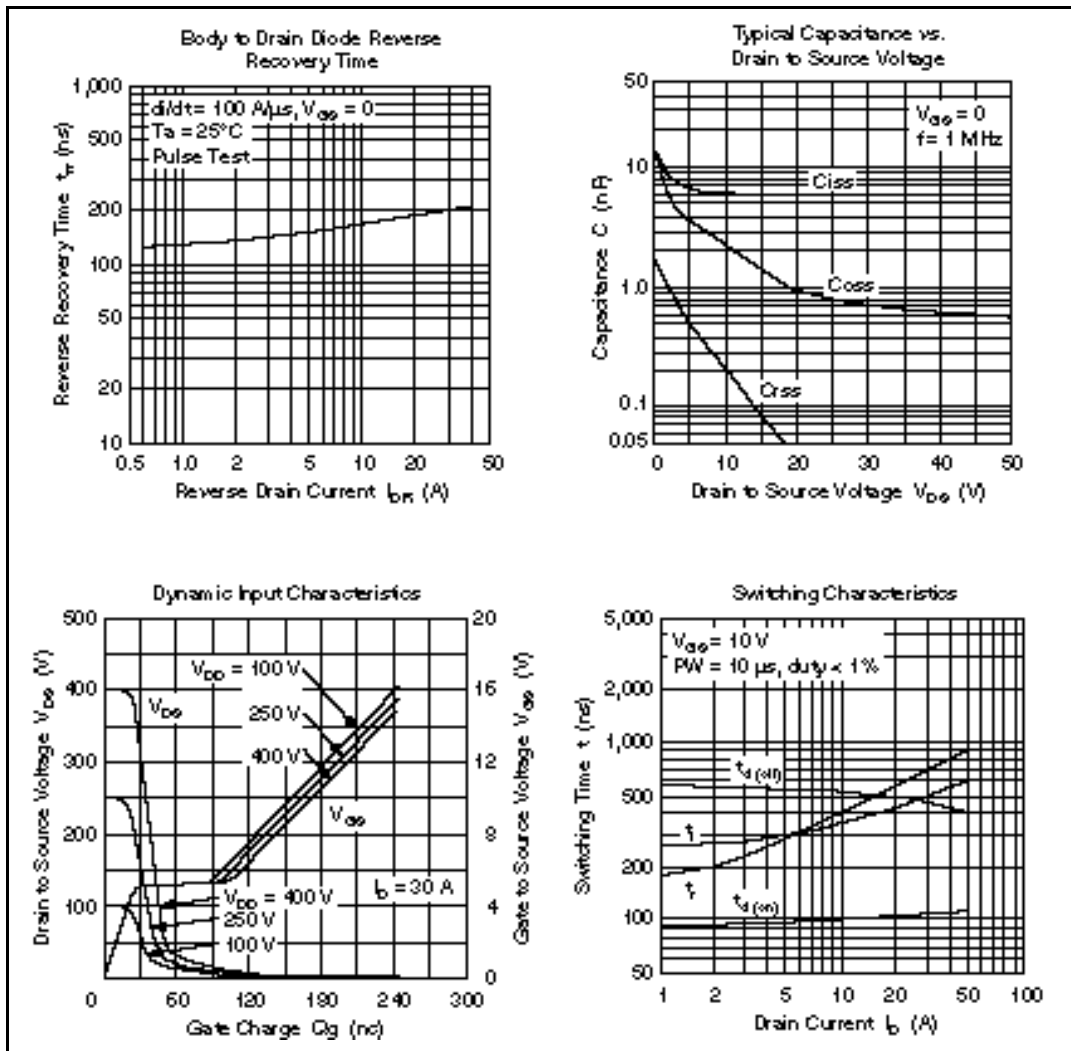 Body to Drain Diode Reverse
Recovery Time
1,000
500
200
100
50
20
10
Reverse Recovery Time trr (ns)
di/dt = 100 A/µs, VGS = 0
Ta = 25°C
Pulse Test
0.5 1.0 2 5 10 20 50
Reverse Drain Current IDR (A)
Typical Capacitance vs.
Drain to Source Voltage
50
10
1.0
0.1
0.05
Capacitance C (nF)
VGS = 0
f = 1 MHz
Ciss
Coss
Crss
0 10 20 30 40 50
Drain to Source Voltage VDS (V)
Dynamic Input Characteristics
500
400
300
200
100
0
Drain to Source Voltage VDS (V)
VDD = 100 V
250 V
400 V
VDS
VGS
ID = 30 A
VDD = 400 V
250 V
100 V
20
16
12
8
4
0
Gate to Source Voltage VGS (V)
0 60 120 180 240 300
Gate Charge Qg (nc)
Switching Characteristics
5,000
2,000
1,000
500
200
100
50
Switching Time t (ns)
VGS = 10 V
PW = 10 µs, duty < 1%
td(off)
tf
tr
td(on)
1 2 5 10 20 50 100
Drain Current ID (A)